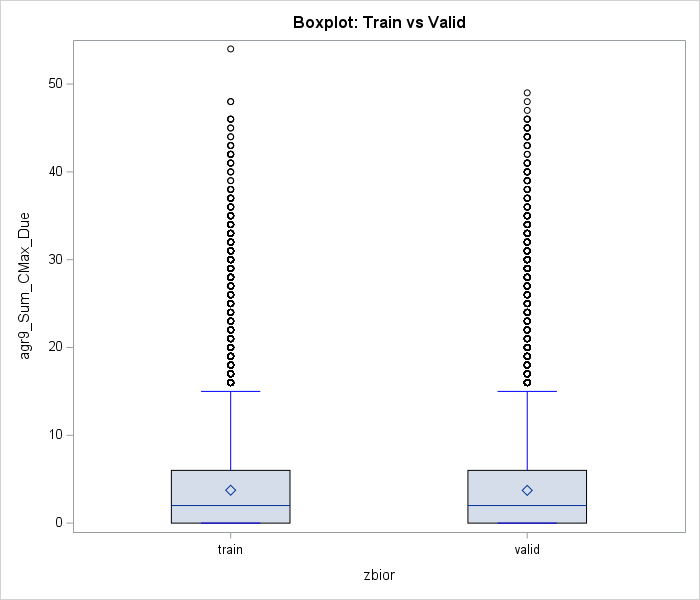 Boxplot: Train vs Valid
agr9_Sum_CMax_Due
50
40
30
20
10
0
train
valid
zbior